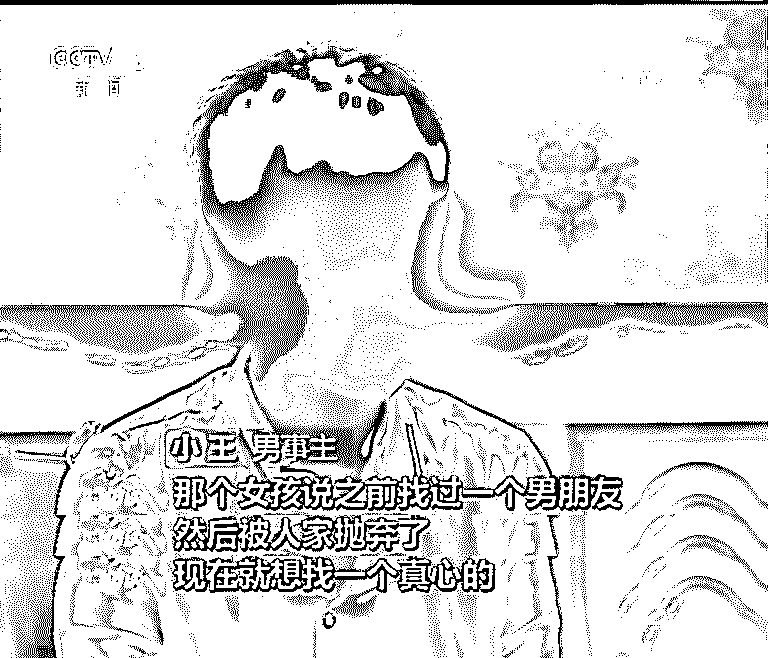 CCTV
新闻
小王 男事主
那个女孩说之前找过一个男朋友
然后被人家抛弃了
现在就想找一个真心的